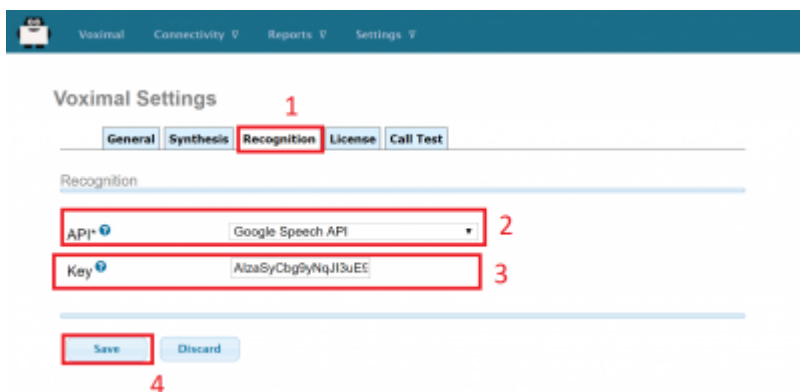 Voximal Connectivity ∇ Reports ∇ Settings ∇
Voximal Settings
1
General Synthesis Recognition License Call Test
Recognition
API* ? Google Speech API ▼ 2
Key ? 3
Save Discard
4